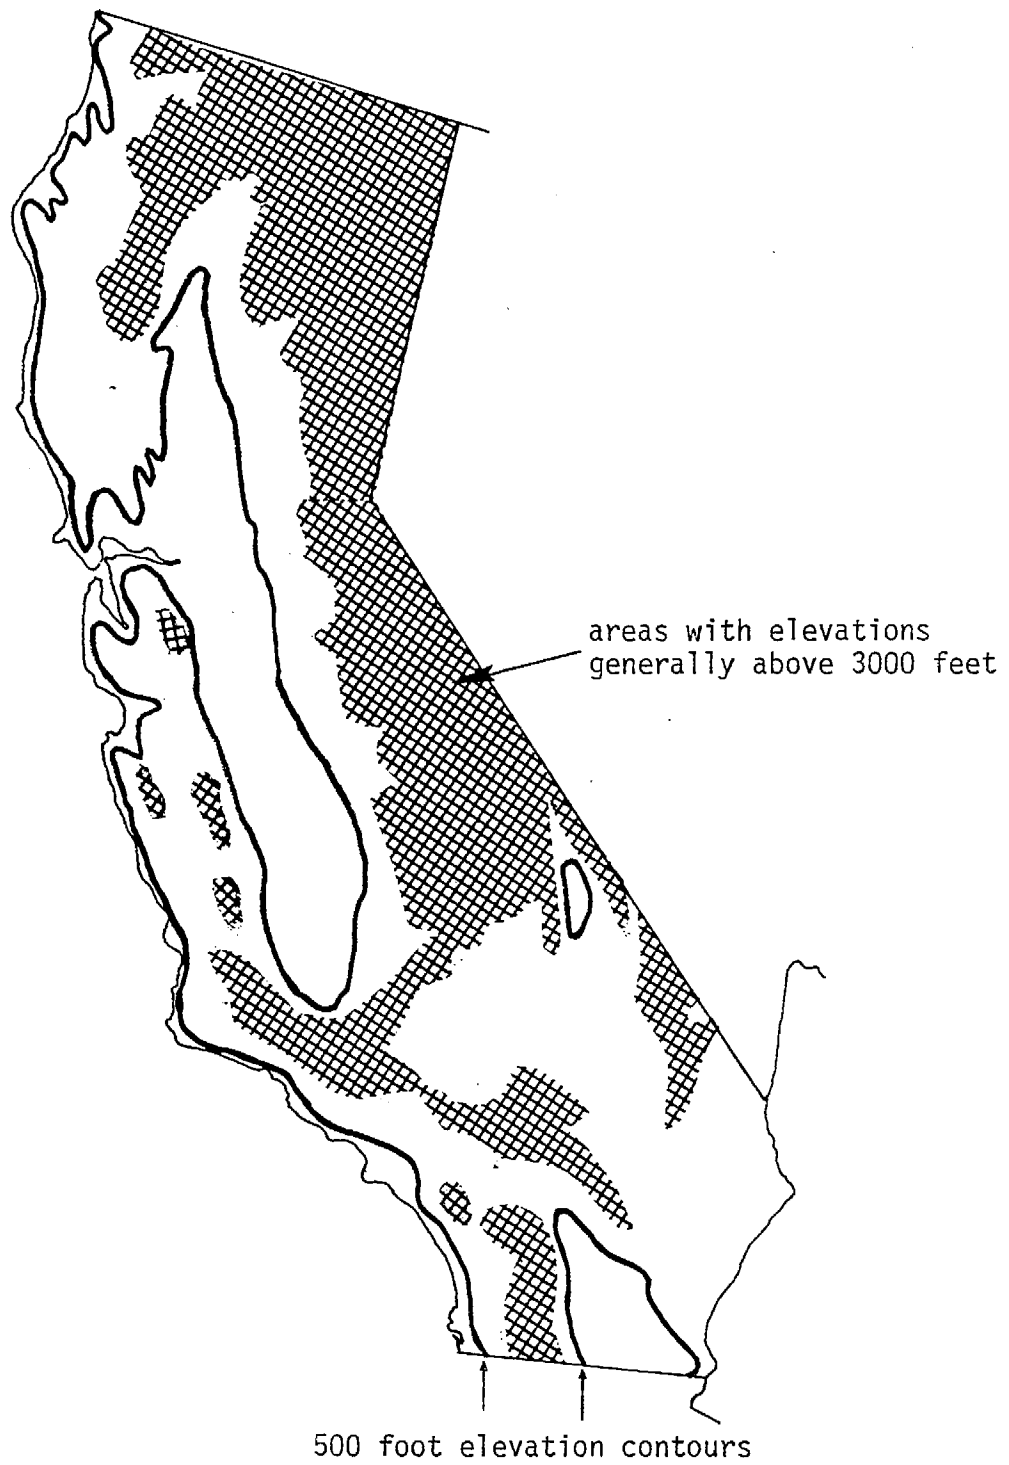 areas with elevations
generally above 3000 feet
500 foot elevation contours